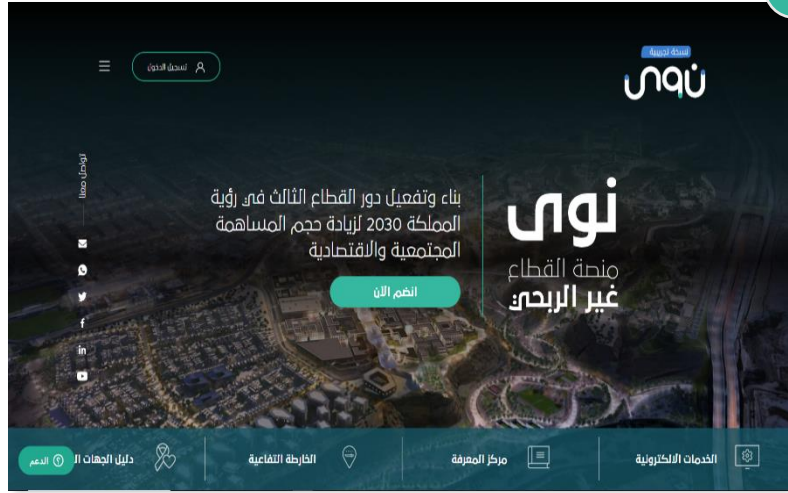 نسخة تجريبية
نوى
تسجيل الدخول
تواصل معنا
نوى
منصة القطاع
غير الربحي
بناء وتفعيل دور القطاع الثالث في رؤية
المملكة 2030 لزيادة حجم المساهمة
المجتمعية والاقتصادية
انضم الآن
الخدمات الالكترونية
مركز المعرفة
الخارطة التفاعية
دليل الجهات
الدعم